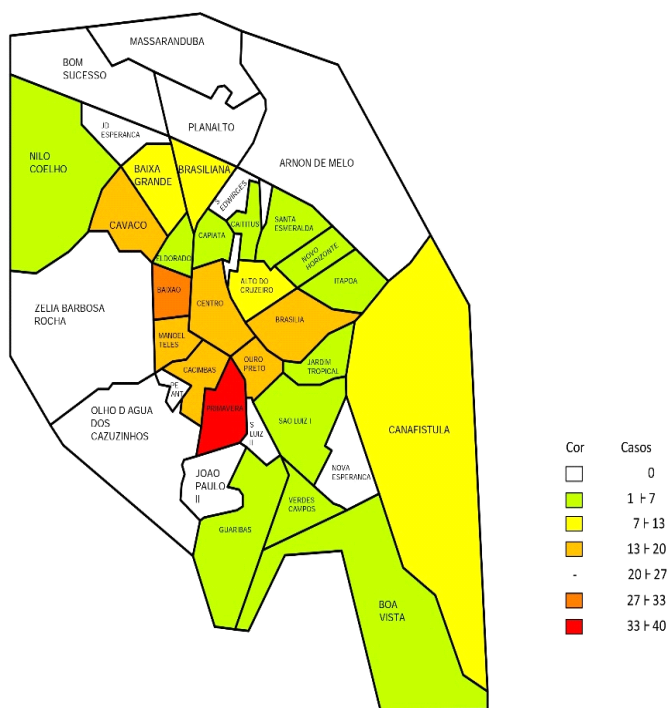 MASSARANDUBA
BOM
SUCESSO
PLANALTO
JD
ESPERANCA
NILO
COELHO
BAIXA
GRANDE
BRASILIANA
ARNON DE MELO
S
EDWIRGES
CAVACO
CAPIATA
CAITITUS
SANTA
ESMERALDA
NOVO
HORIZONTE
ELDORADO
ITAPOA
BAIXAO
ALTO DO
CRUZEIRO
CENTRO
ZELIA BARBOSA
ROCHA
BRASILIA
MANOEL
TELES
OURO
PRETO
JARDIM
TROPICAL
CACIMBAS
PE
ANT
PRIMAVERA
OLHO D AGUA
DOS
CAZUZINHOS
S
LUIZ
II
SAO LUIZ I
CANAFISTULA
JOAO
PAULO
II
NOVA
ESPERANCA
VERDES
CAMPOS
GUARIBAS
BOA
VISTA
Cor Casos
0
1 ⊦ 7
7 ⊦ 13
13 ⊦ 20
- 20 ⊦ 27
27 ⊦ 33
33 ⊦ 40